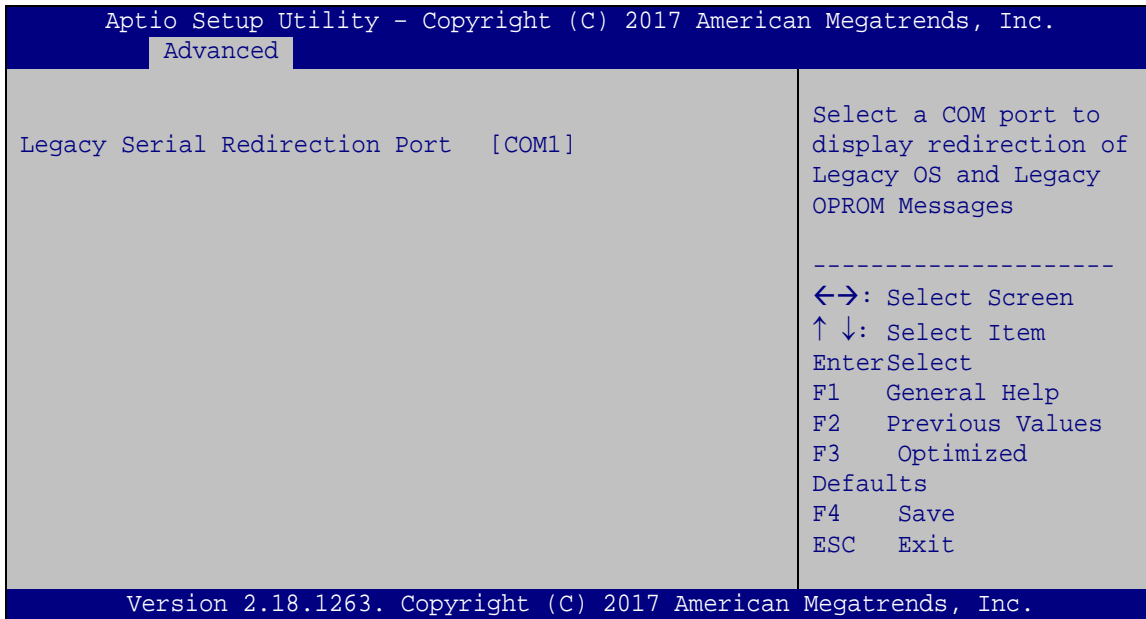 Aptio Setup Utility – Copyright (C) 2017 American Megatrends, Inc.
Advanced
Legacy Serial Redirection Port [COM1]
Select a COM port to
display redirection of
Legacy OS and Legacy
OPROM Messages
---------------------
←→: Select Screen
↑ ↓: Select Item
EnterSelect
F1 General Help
F2 Previous Values
F3 Optimized
Defaults
F4 Save
ESC Exit
Version 2.18.1263. Copyright (C) 2017 American Megatrends, Inc.